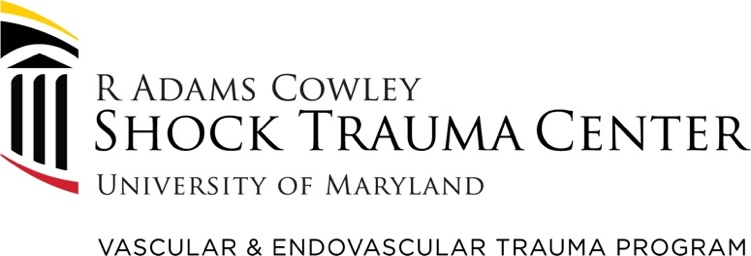 R ADAMS COWLEY
SHOCK TRAUMA CENTER
UNIVERSITY OF MARYLAND
VASCULAR & ENDOVASCULAR TRAUMA PROGRAM